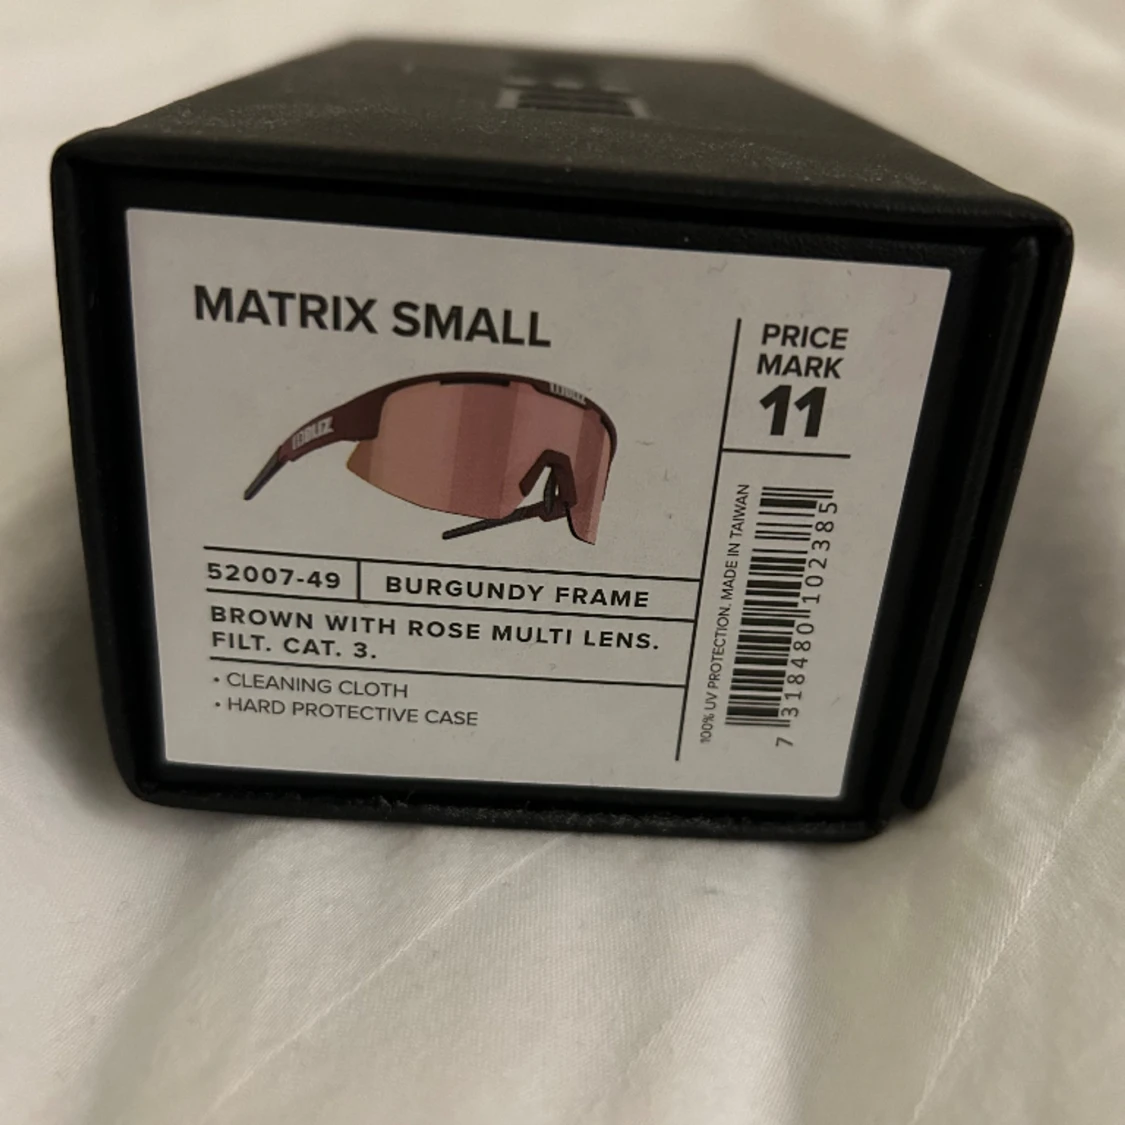 MATRIX SMALL
BLIZ
PRICE
MARK
11
52007-49
BURGUNDY FRAME
BROWN WITH ROSE MULTI LENS.
FILT. CAT. 3.
• CLEANING CLOTH
• HARD PROTECTIVE CASE
100% UV PROTECTION. MADE IN TAIWAN
7 318480 102385